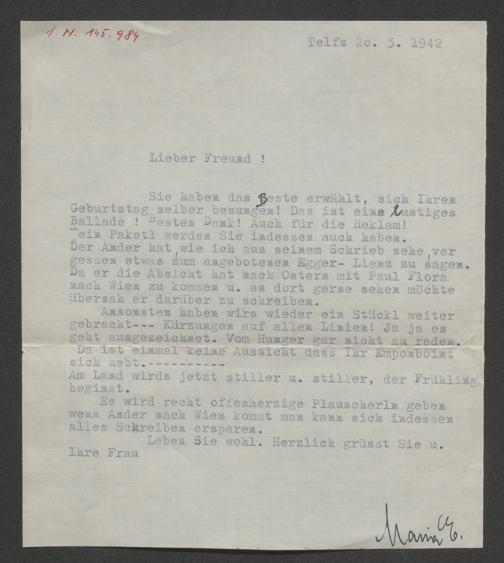 I. N. 145.984
Telfs 2o. 3. 1942
Lieber Freund !
Sie haben das Beste erwählt, sich Ihren
Geburtstag selber besungen! Das ist eine lustiges
Ballade ! Besten Dank! Auch für die Reklam!
Mein Paketl werden Sie indessen auch haben.
Der Ander hat,wie ich aus seinem Schrieb sehe,ver
gessen etwas zum angebotenen Egger- Lienz zu sagen.
Da er die Absicht hat nach Ostern mit Paul Flora
nach Wien zu kommen u. es dort gerne sehen möchte
übersah er darüber zu schreiben.
Ansonsten haben wirs wieder ein Stückl weiter
gebracht--- Kürzungen auf allen Linien! Ja ja es
geht ausgezeichnet. Vom Hunger gar nicht zu reden.
Da ist einmal keine Aussicht dass Ihr Emponboint
sich hebt.----------
Am Land wirds jetzt stiller u. stiller, der Frühling
beginnt.
Es wird recht offenherzige Plauscherln geben
wenn Ander nach Wien kommt man kann sich indessen
alles Schreiben ersparen.
Leben Sie wohl. Herzlich grüsst Sie u.
Ihre Frau
Maria E.